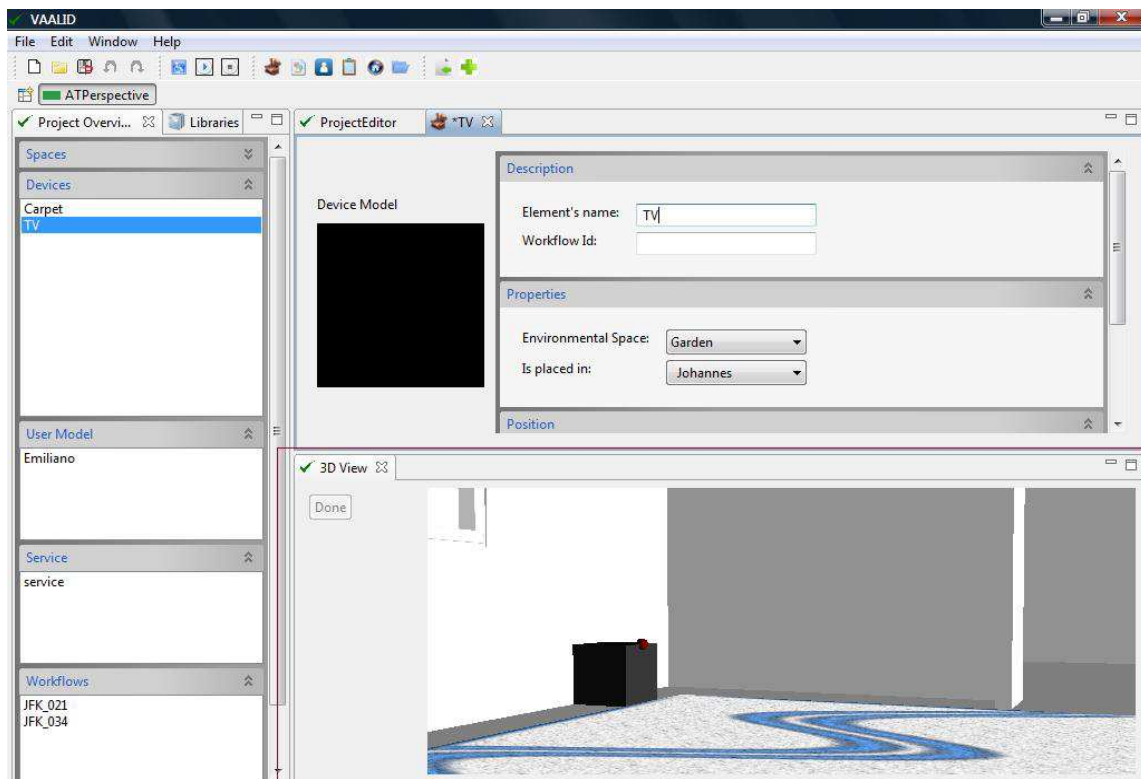 VAALID
File Edit Window Help
ATPerspective
Project Overvi... Libraries
Spaces
Devices
Carpet
TV
User Model
Emiliano
Service
service
Workflows
JFK_021
JFK_034
ProjectEditor *TV
Device Model
Description
Element's name: TV
Workflow Id:
Properties
Environmental Space: Garden
Is placed in: Johannes
Position
3D View
Done